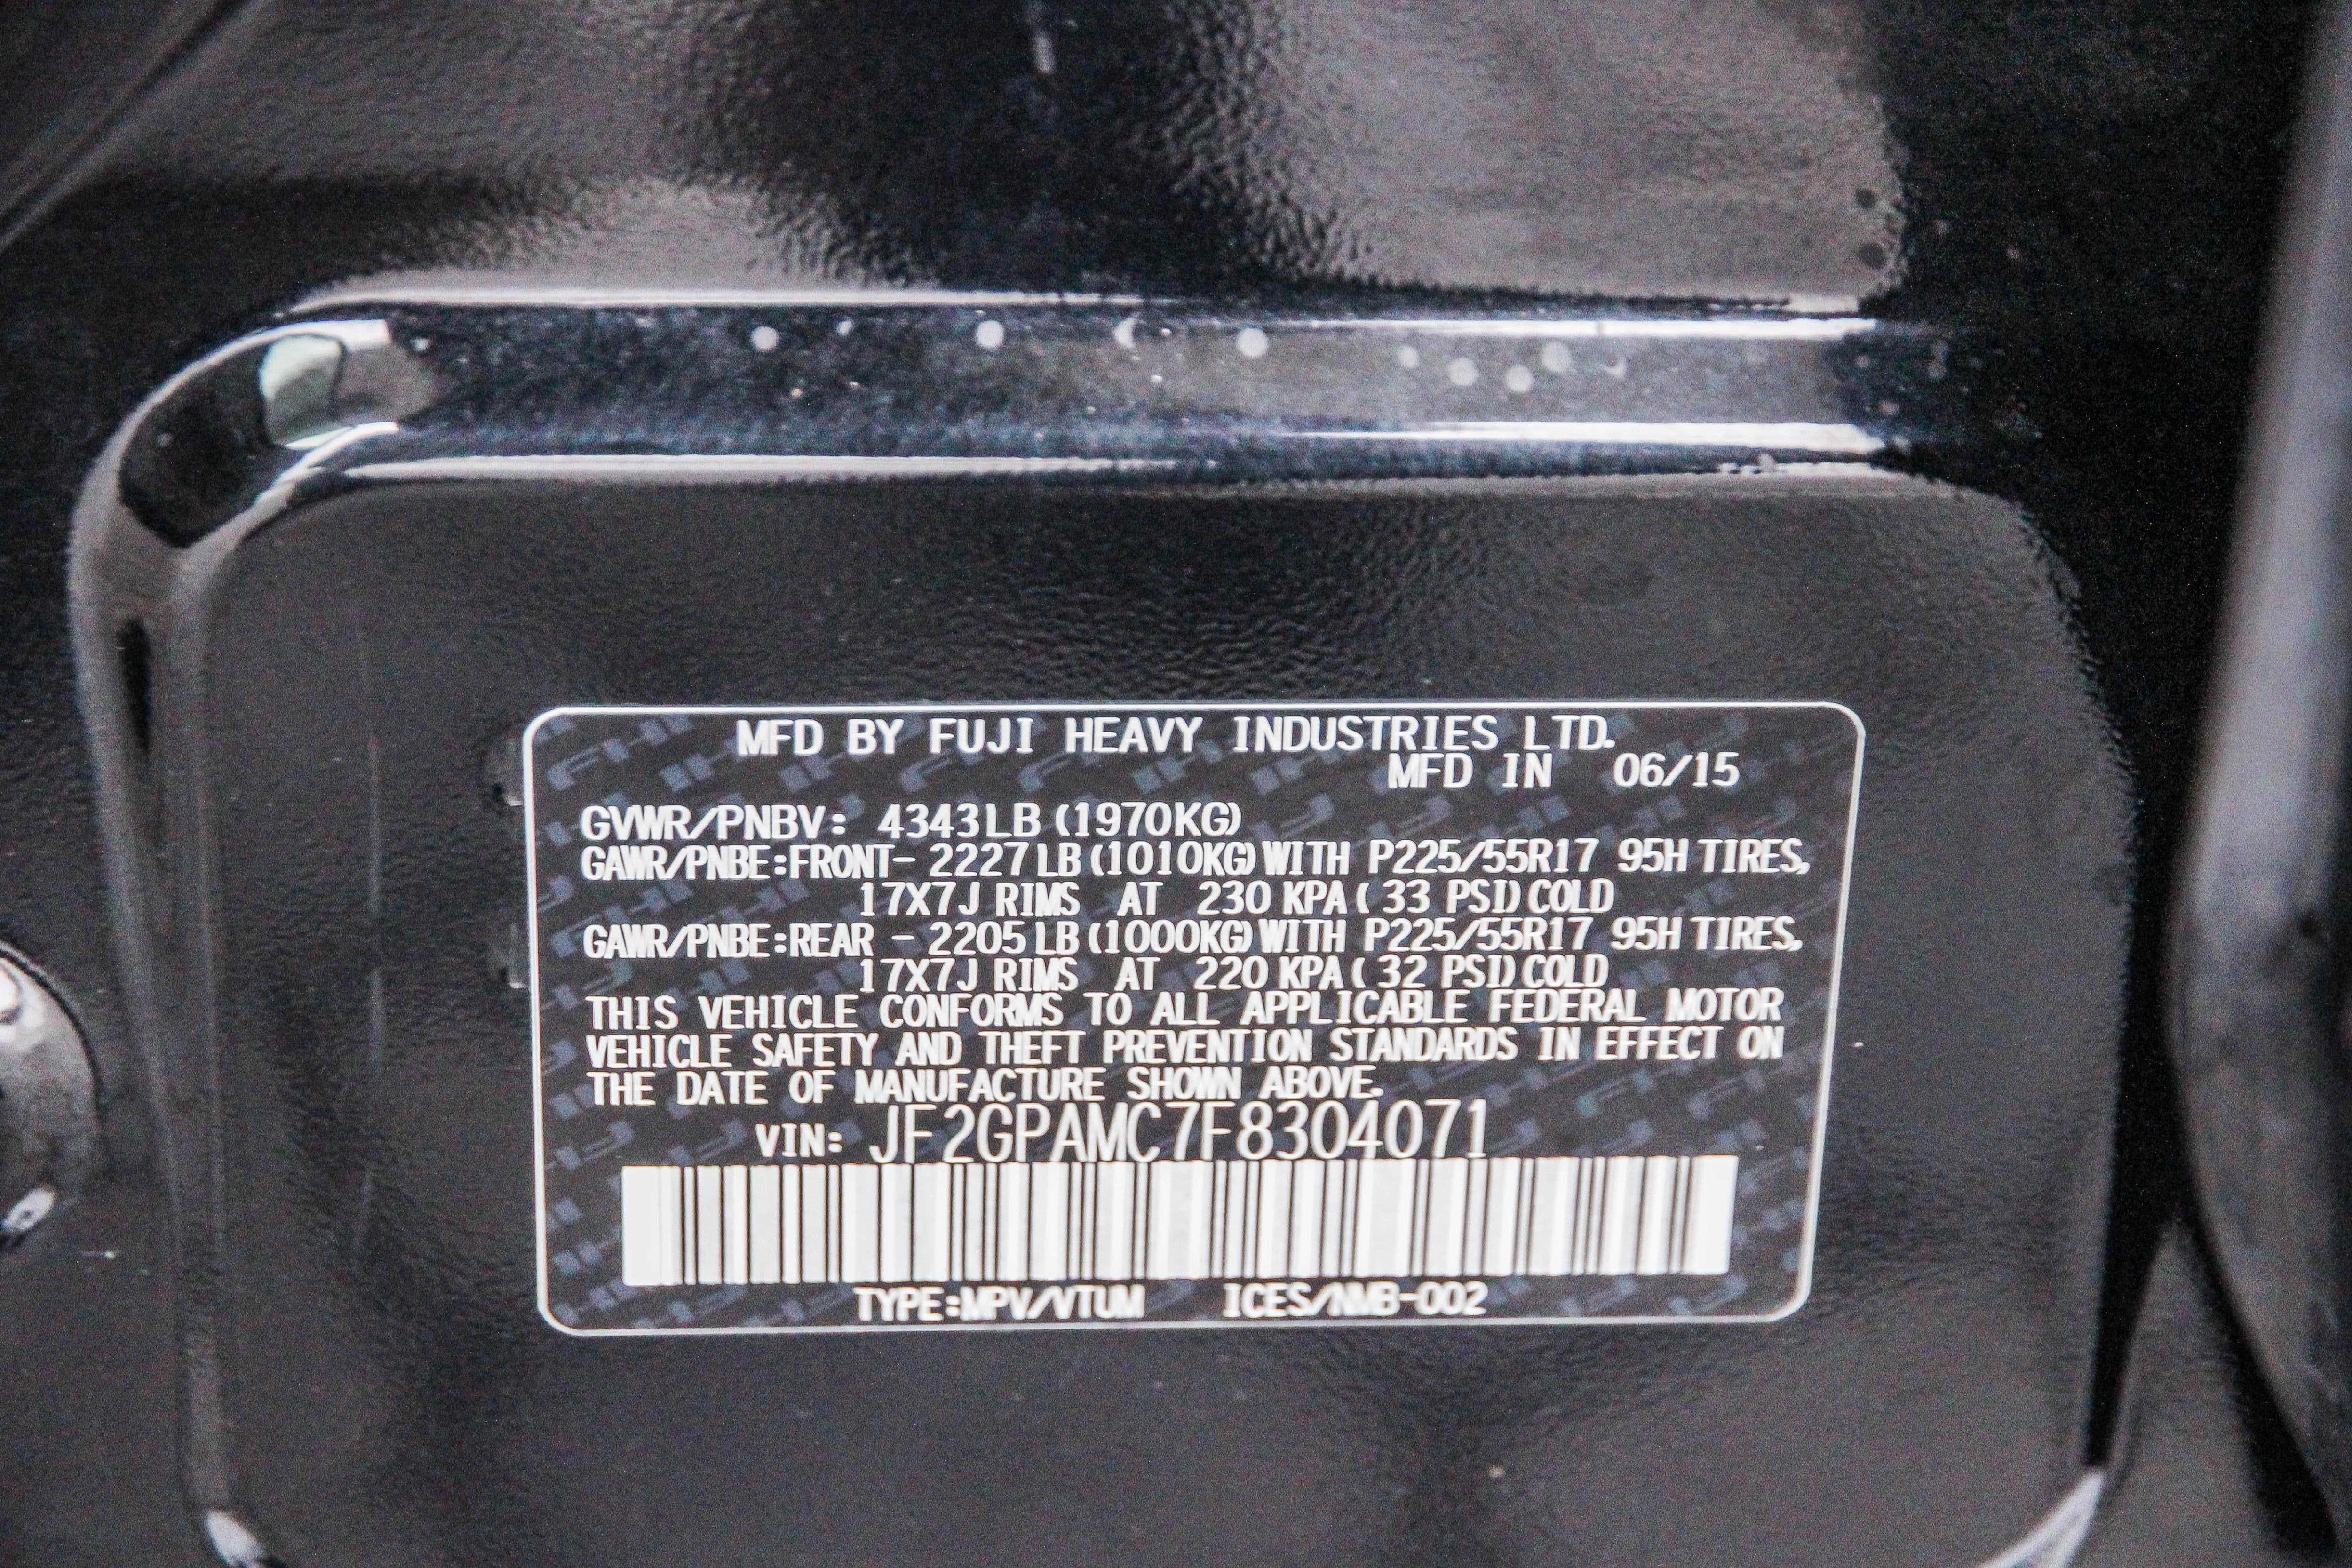 MFD BY FUJI HEAVY INDUSTRIES LTD.
MFD IN 06/15
GVWR/PNBV: 4343LB (1970KG)
GAWR/PNBE:FRONT- 2227LB (1010KG) WITH P225/55R17 95H TIRES,
17X7J RIMS AT 230 KPA ( 33 PSI) COLD
GAWR/PNBE:REAR - 2205LB (1000KG) WITH P225/55R17 95H TIRES,
17X7J RIMS AT 220 KPA ( 32 PSI) COLD
THIS VEHICLE CONFORMS TO ALL APPLICABLE FEDERAL MOTOR
VEHICLE SAFETY AND THEFT PREVENTION STANDARDS IN EFFECT ON
THE DATE OF MANUFACTURE SHOWN ABOVE.
VIN: JF2GPAMC7F8304071
TYPE:MPV/VTUM ICES/NMB-002